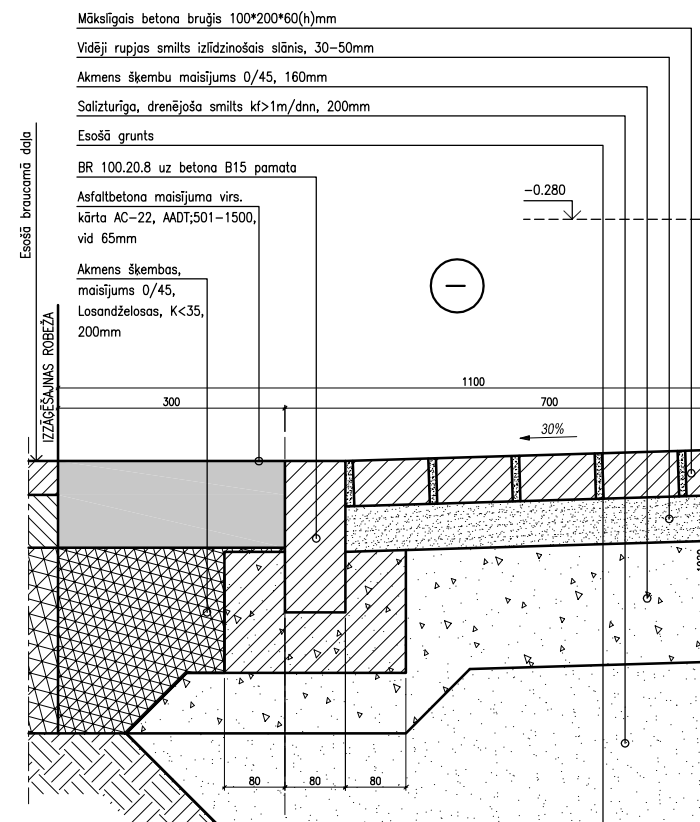 Mākslīgais betona bruģis 100*200*60(h)mm
Vidēji rupjas smilts izlīdzinošais slānis, 30-50mm
Akmens šķembu maisījums 0/45, 160mm
Salizturīga, drenējoša smilts kf>1m/dnn, 200mm
Esošā grunts
BR 100.20.8 uz betona B15 pamata
Asfaltbetona maisījuma virs.
kārta AC-22, AADT;501-1500,
vid 65mm
Akmens šķembas,
maisījums 0/45,
Losandželosas, K<35,
200mm
Esošā braucamā daļa
IZZĀĢĒŠAJNAS ROBEŽA
-0.280
1100
300
700
30%
80
80
80